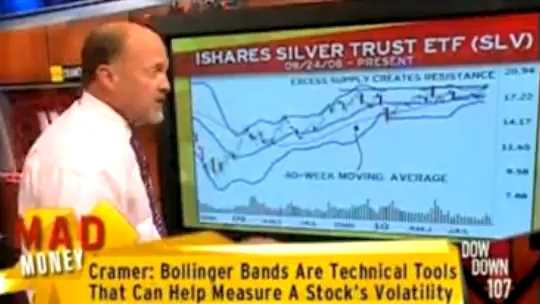 ISHARES SILVER TRUST ETF (SLV)
09/24/08 - PRESENT
EXCESS SUPPLY CREATES RESISTANCE
20.94
17.22
14.17
11.65
9.58
7.88
40-WEEK MOVING AVERAGE
MAD
MONEY
Cramer: Bollinger Bands Are Technical Tools
That Can Help Measure A Stock's Volatility
DOW
DOWN
107